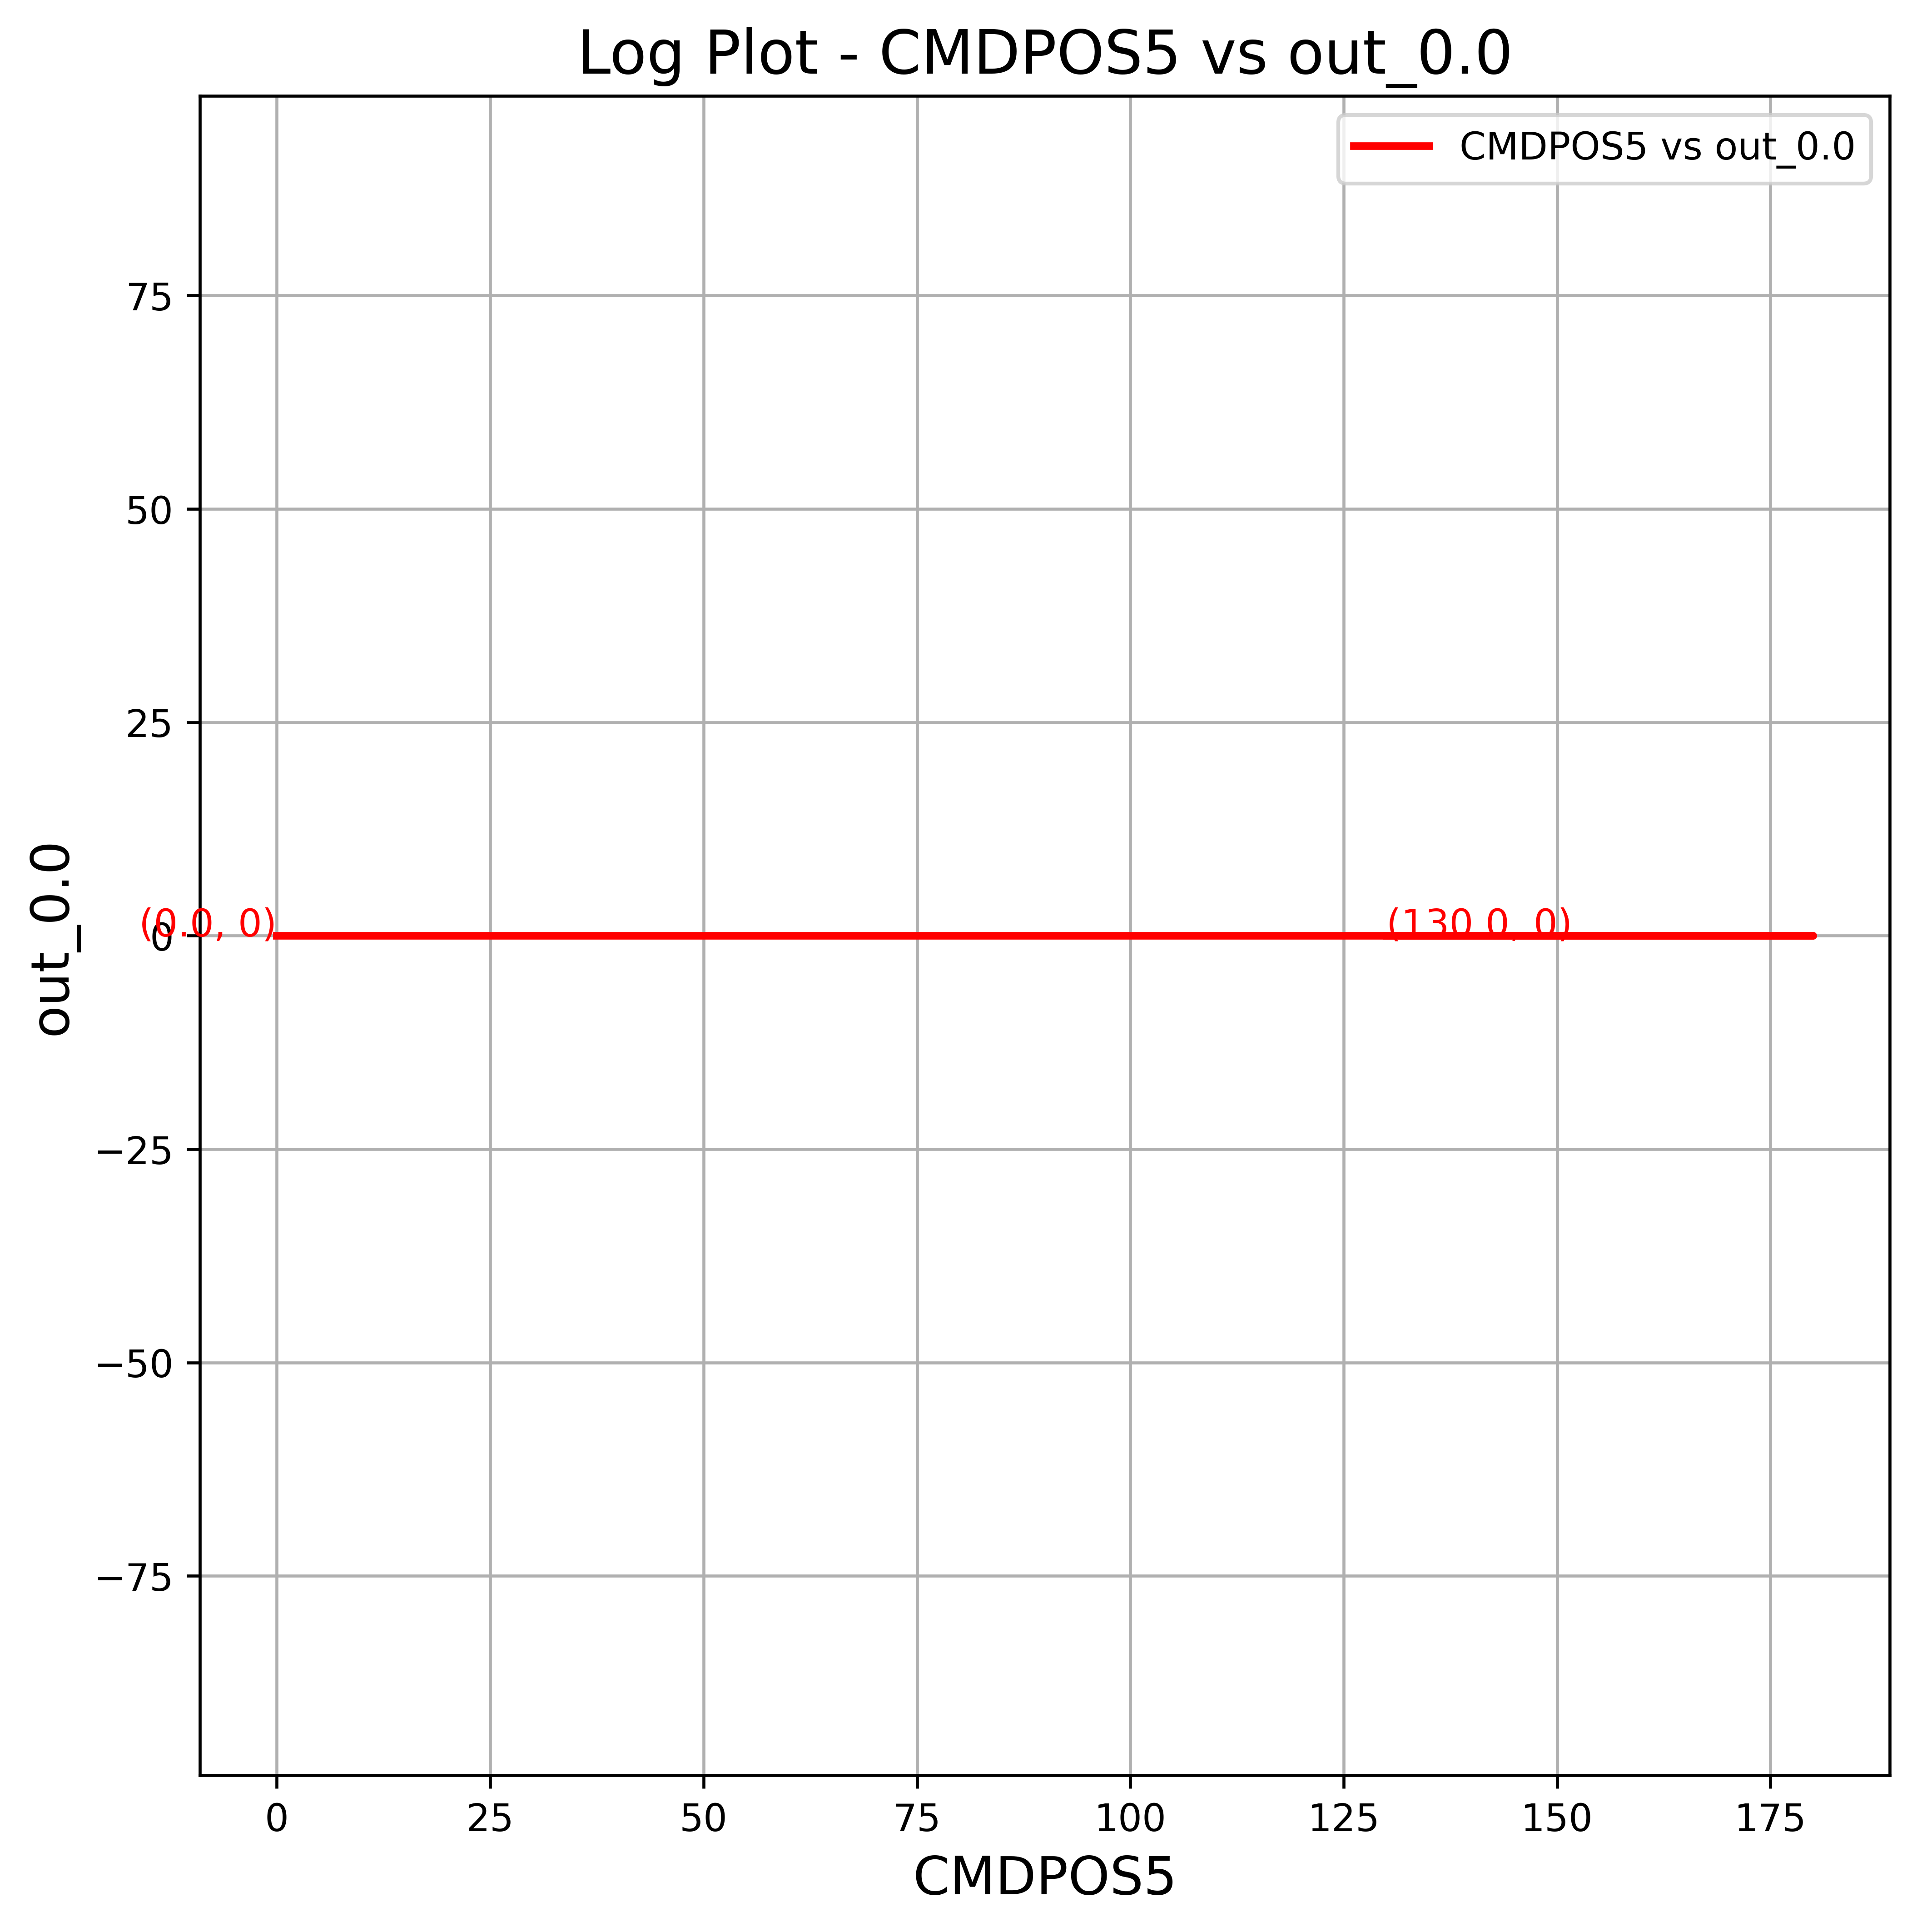 Log Plot - CMDPOS5 vs out_0.0
CMDPOS5 vs out_0.0
75
50
25
0
−25
−50
−75
(0.0, 0)
(130.0, 0)
out_0.0
0 25 50 75 100 125 150 175
CMDPOS5